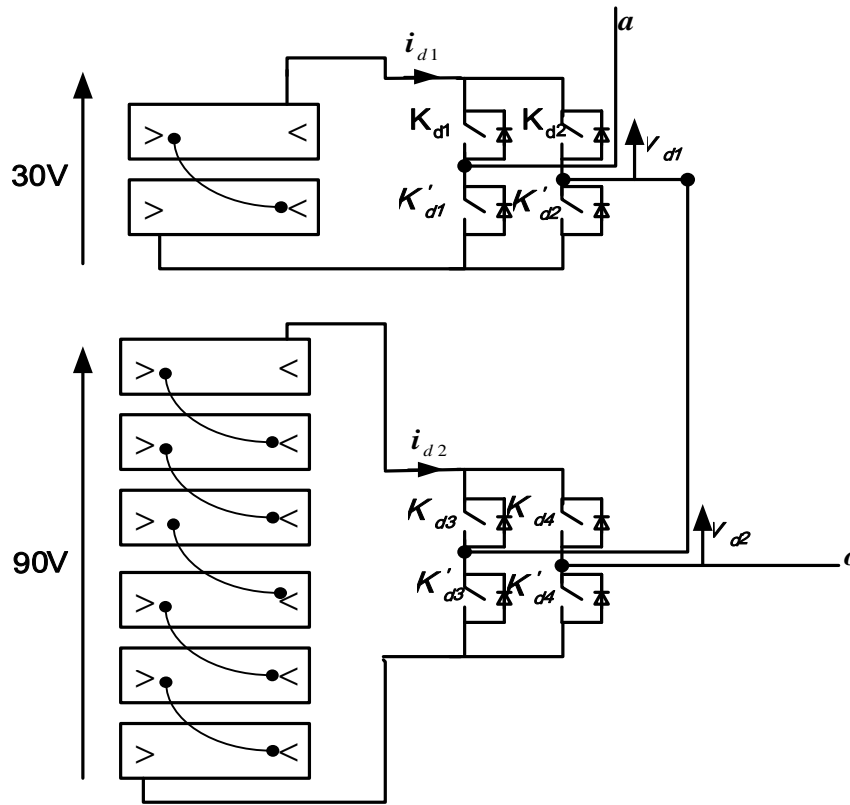 a
i d1
K d1
K d2
V d1
30V
K' d1
K' d2
i d2
K d3
K d4
V d2
90V
K' d3
K' d4